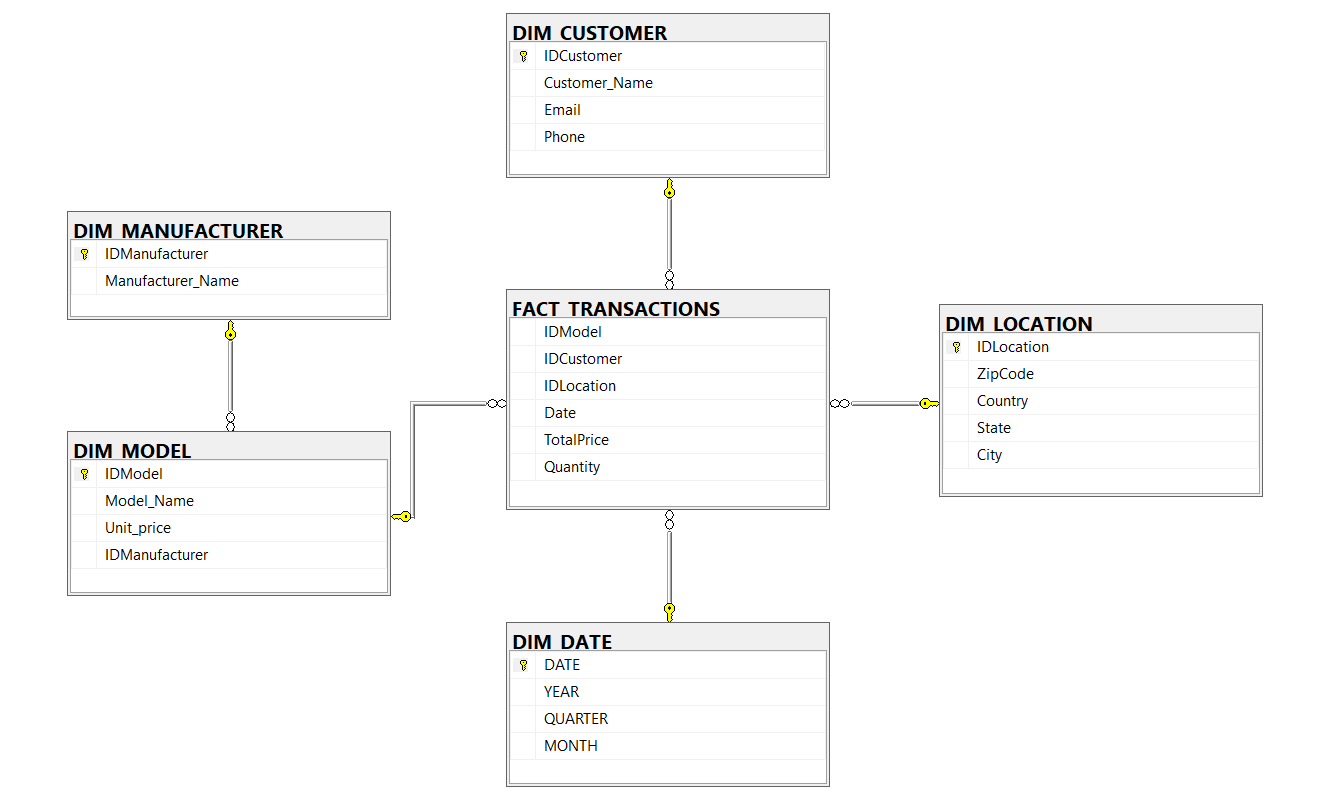 DIM_CUSTOMER
IDCustomer
Customer_Name
Email
Phone
DIM_MANUFACTURER
IDManufacturer
Manufacturer_Name
FACT_TRANSACTIONS
IDModel
IDCustomer
IDLocation
Date
TotalPrice
Quantity
DIM_LOCATION
IDLocation
ZipCode
Country
State
City
DIM_MODEL
IDModel
Model_Name
Unit_price
IDManufacturer
DIM_DATE
DATE
YEAR
QUARTER
MONTH